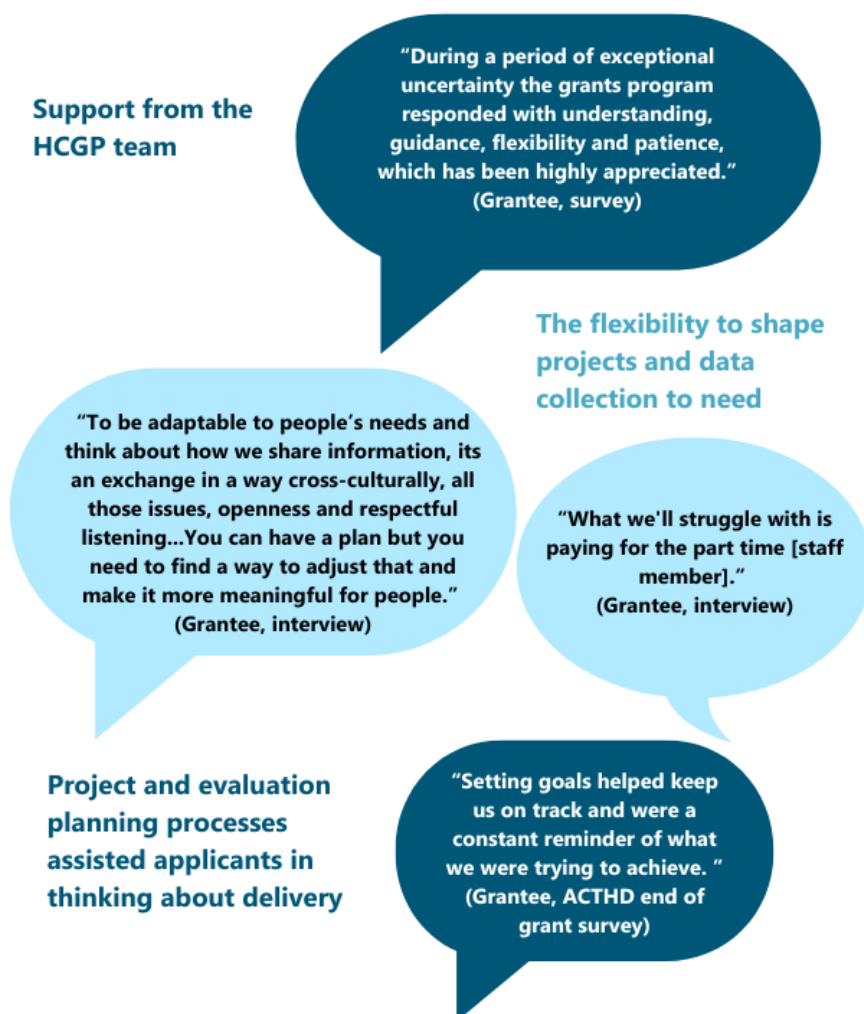 Support from the
HCGP team
“During a period of exceptional
uncertainty the grants program
responded with understanding,
guidance, flexibility and patience,
which has been highly appreciated.”
(Grantee, survey)
The flexibility to shape
projects and data
collection to need
“To be adaptable to people’s needs and
think about how we share information, its
an exchange in a way cross-culturally, all
those issues, openness and respectful
listening...You can have a plan but you
need to find a way to adjust that and
make it more meaningful for people.”
(Grantee, interview)
“What we'll struggle with is
paying for the part time [staff
member].”
(Grantee, interview)
Project and evaluation
planning processes
assisted applicants in
thinking about delivery
“Setting goals helped keep
us on track and were a
constant reminder of what
we were trying to achieve. ”
(Grantee, ACTHD end of
grant survey)